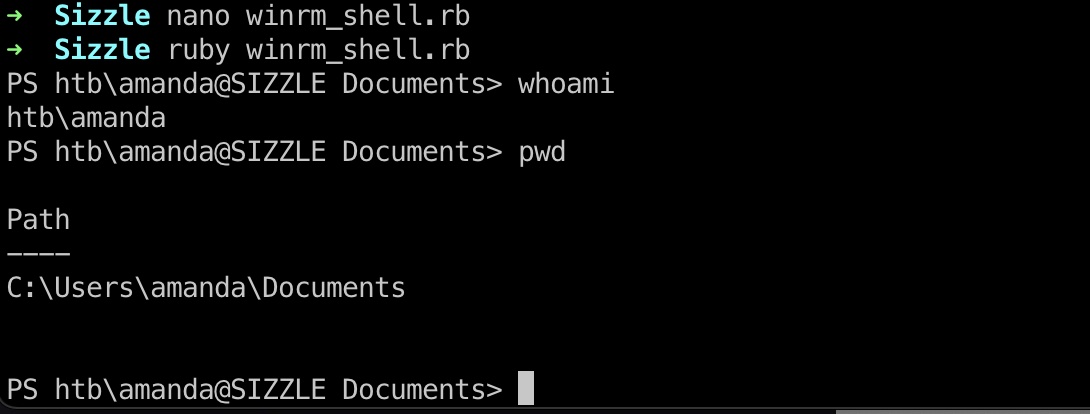 → Sizzle nano winrm_shell.rb
→ Sizzle ruby winrm_shell.rb
PS htb\amanda@SIZZLE Documents> whoami
htb\amanda
PS htb\amanda@SIZZLE Documents> pwd
Path
----
C:\Users\amanda\Documents
PS htb\amanda@SIZZLE Documents>